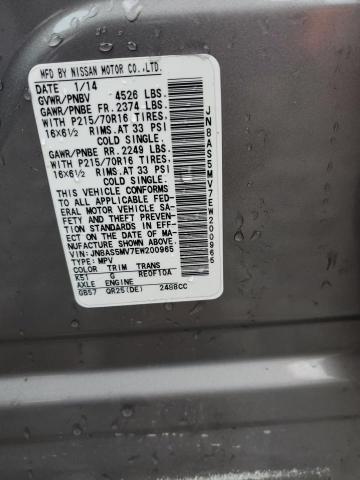 MFD BY NISSAN MOTOR CO.,LTD.
DATE 1/14
GVWR/PNBV 4526 LBS.
GAWR/PNBE FR. 2374 LBS.
WITH P215/70R16 TIRES,
16X6½ RIMS,AT 33 PSI
COLD SINGLE.
GAWR/PNBE RR. 2249 LBS.
WITH P215/70R16 TIRES,
16X6½ RIMS,AT 33 PSI
COLD SINGLE.
THIS VEHICLE CONFORMS
TO ALL APPLICABLE FED-
ERAL MOTOR VEHICLE SA-
FETY AND THEFT PREV-
ENTION STANDARDS IN EFF-
ECT ON THE DATE OF MA-
NUFACTURE SHOWN ABOVE.
VIN: JN8AS5MV7EW200965
TYPE: MPV
COLOR TRIM TRANS
K51 G RE0F10A
AXLE ENGINE
GB57 QR25(DE) 2488CC
JN8AS5MV7EW200965